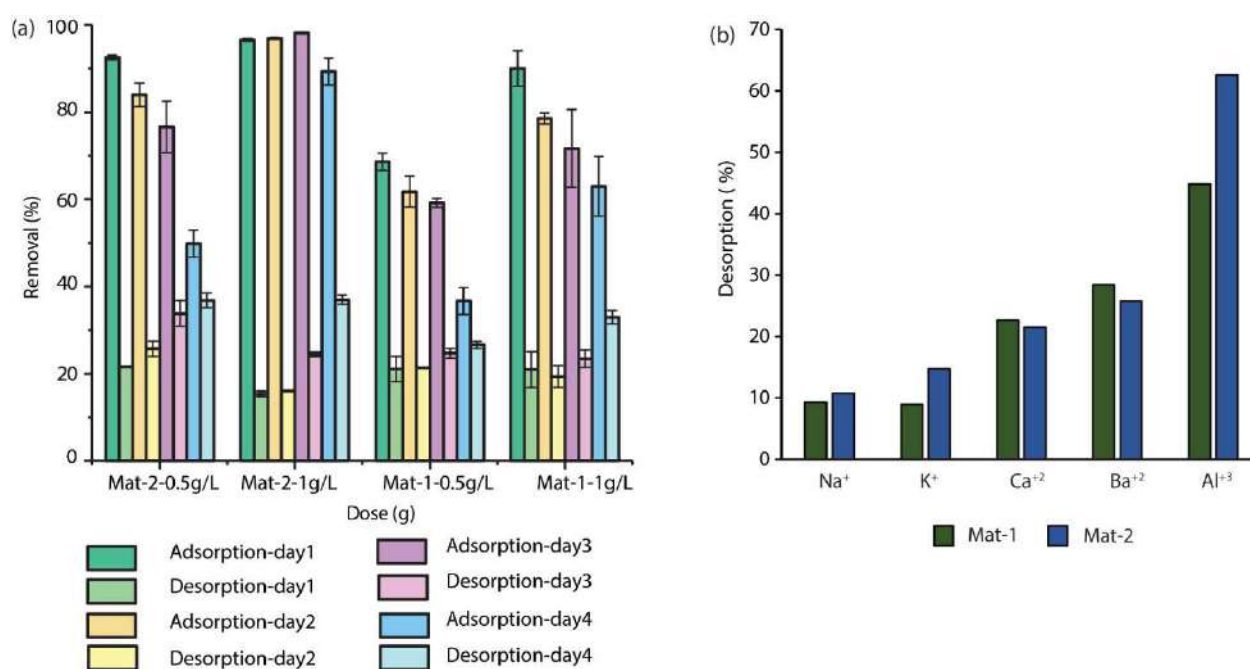 (a)
100
80
60
40
20
0
Removal (%)
Mat-2-0.5g/L Mat-2-1g/L Mat-1-0.5g/L Mat-1-1g/L
Dose (g)
Adsorption-day1
Desorption-day1
Adsorption-day2
Desorption-day2
Adsorption-day3
Desorption-day3
Adsorption-day4
Desorption-day4
(b)
70
60
50
40
30
20
10
0
Desorption ( %)
Na⁺ K⁺ Ca⁺² Ba⁺² Al⁺³
Mat-1 Mat-2